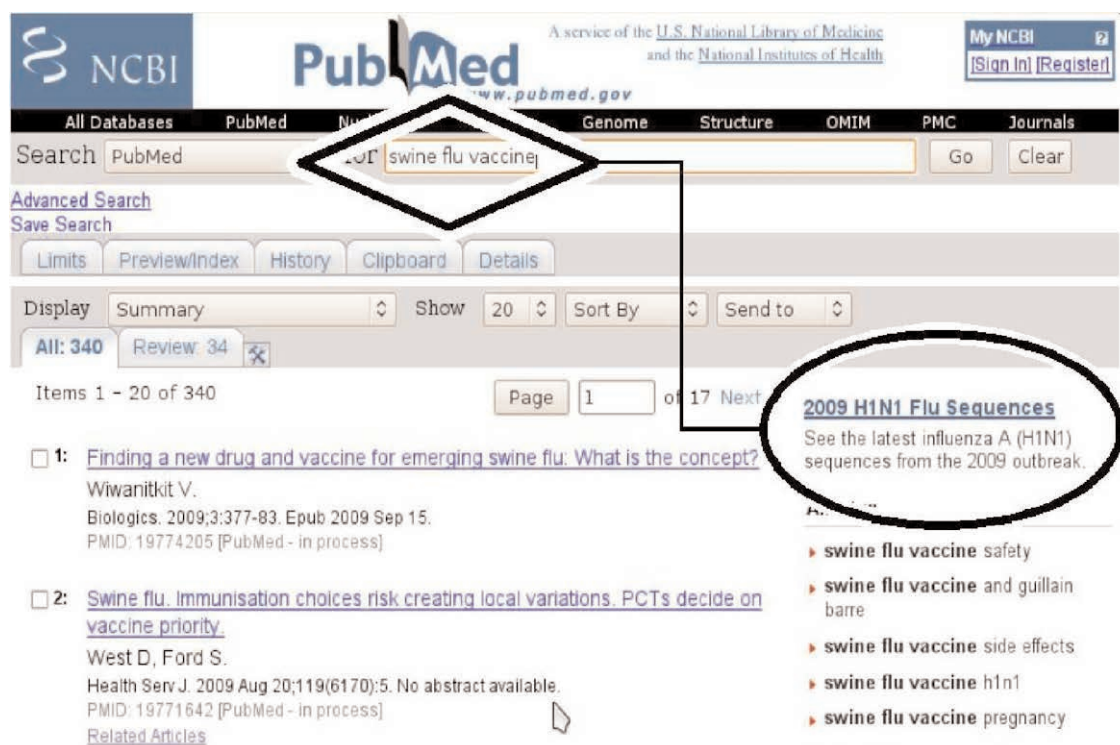 NCBI
PubMed
www.pubmed.gov
A service of the U.S. National Library of Medicine
and the National Institutes of Health
My NCBI ?
[Sign In] [Register]
All Databases PubMed Genome Structure OMIM PMC Journals
Search PubMed for swine flu vaccine Go Clear
Advanced Search
Save Search
Limits Preview/Index History Clipboard Details
Display Summary Show 20 Sort By Send to
All: 340 Review: 34
Items 1 - 20 of 340 Page 1 of 17 Next
2009 H1N1 Flu Sequences
See the latest influenza A (H1N1)
sequences from the 2009 outbreak.
1: Finding a new drug and vaccine for emerging swine flu: What is the concept?
Wiwanitkit V.
Biologics. 2009;3:377-83. Epub 2009 Sep 15.
PMID: 19774205 [PubMed - in process]
2: Swine flu. Immunisation choices risk creating local variations. PCTs decide on
vaccine priority.
West D, Ford S.
Health Serv J. 2009 Aug 20;119(6170):5. No abstract available.
PMID: 19771642 [PubMed - in process]
Related Articles
swine flu vaccine safety
swine flu vaccine and guillain
barre
swine flu vaccine side effects
swine flu vaccine h1n1
swine flu vaccine pregnancy